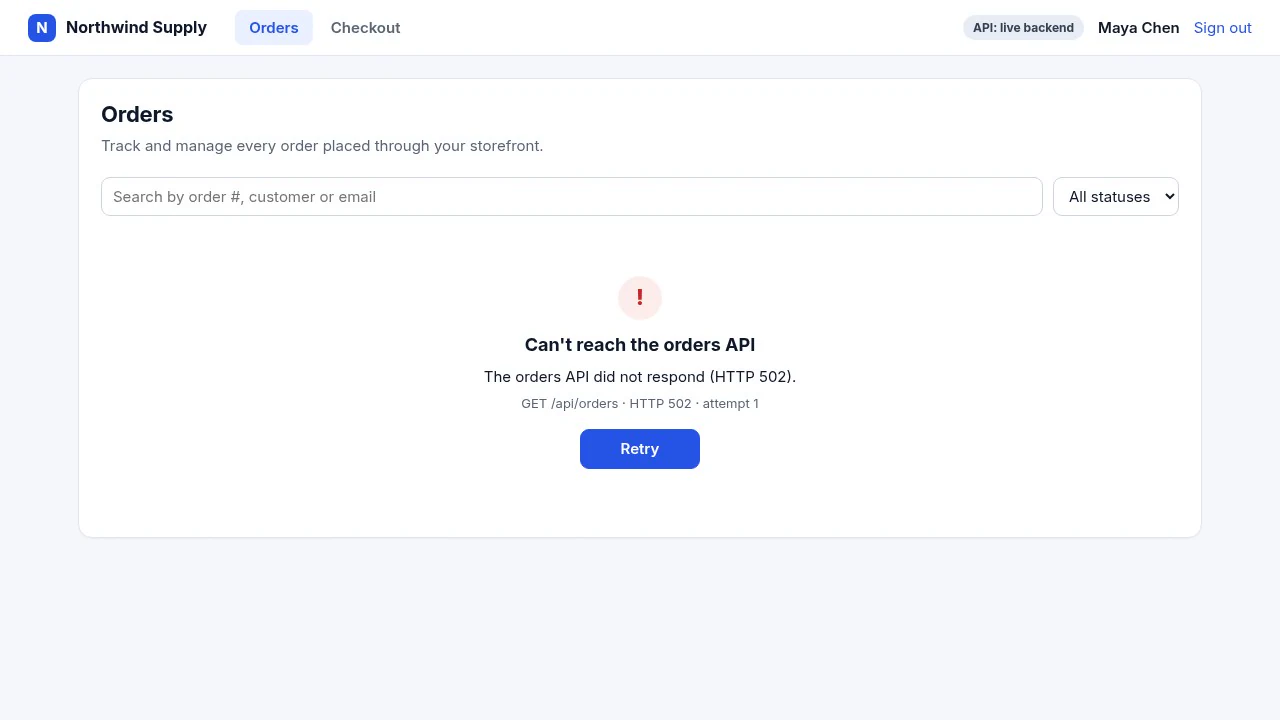 N Northwind Supply Orders Checkout API: live backend Maya Chen Sign out
Orders
Track and manage every order placed through your storefront.
Search by order #, customer or email All statuses
!
Can't reach the orders API
The orders API did not respond (HTTP 502).
GET /api/orders · HTTP 502 · attempt 1
Retry